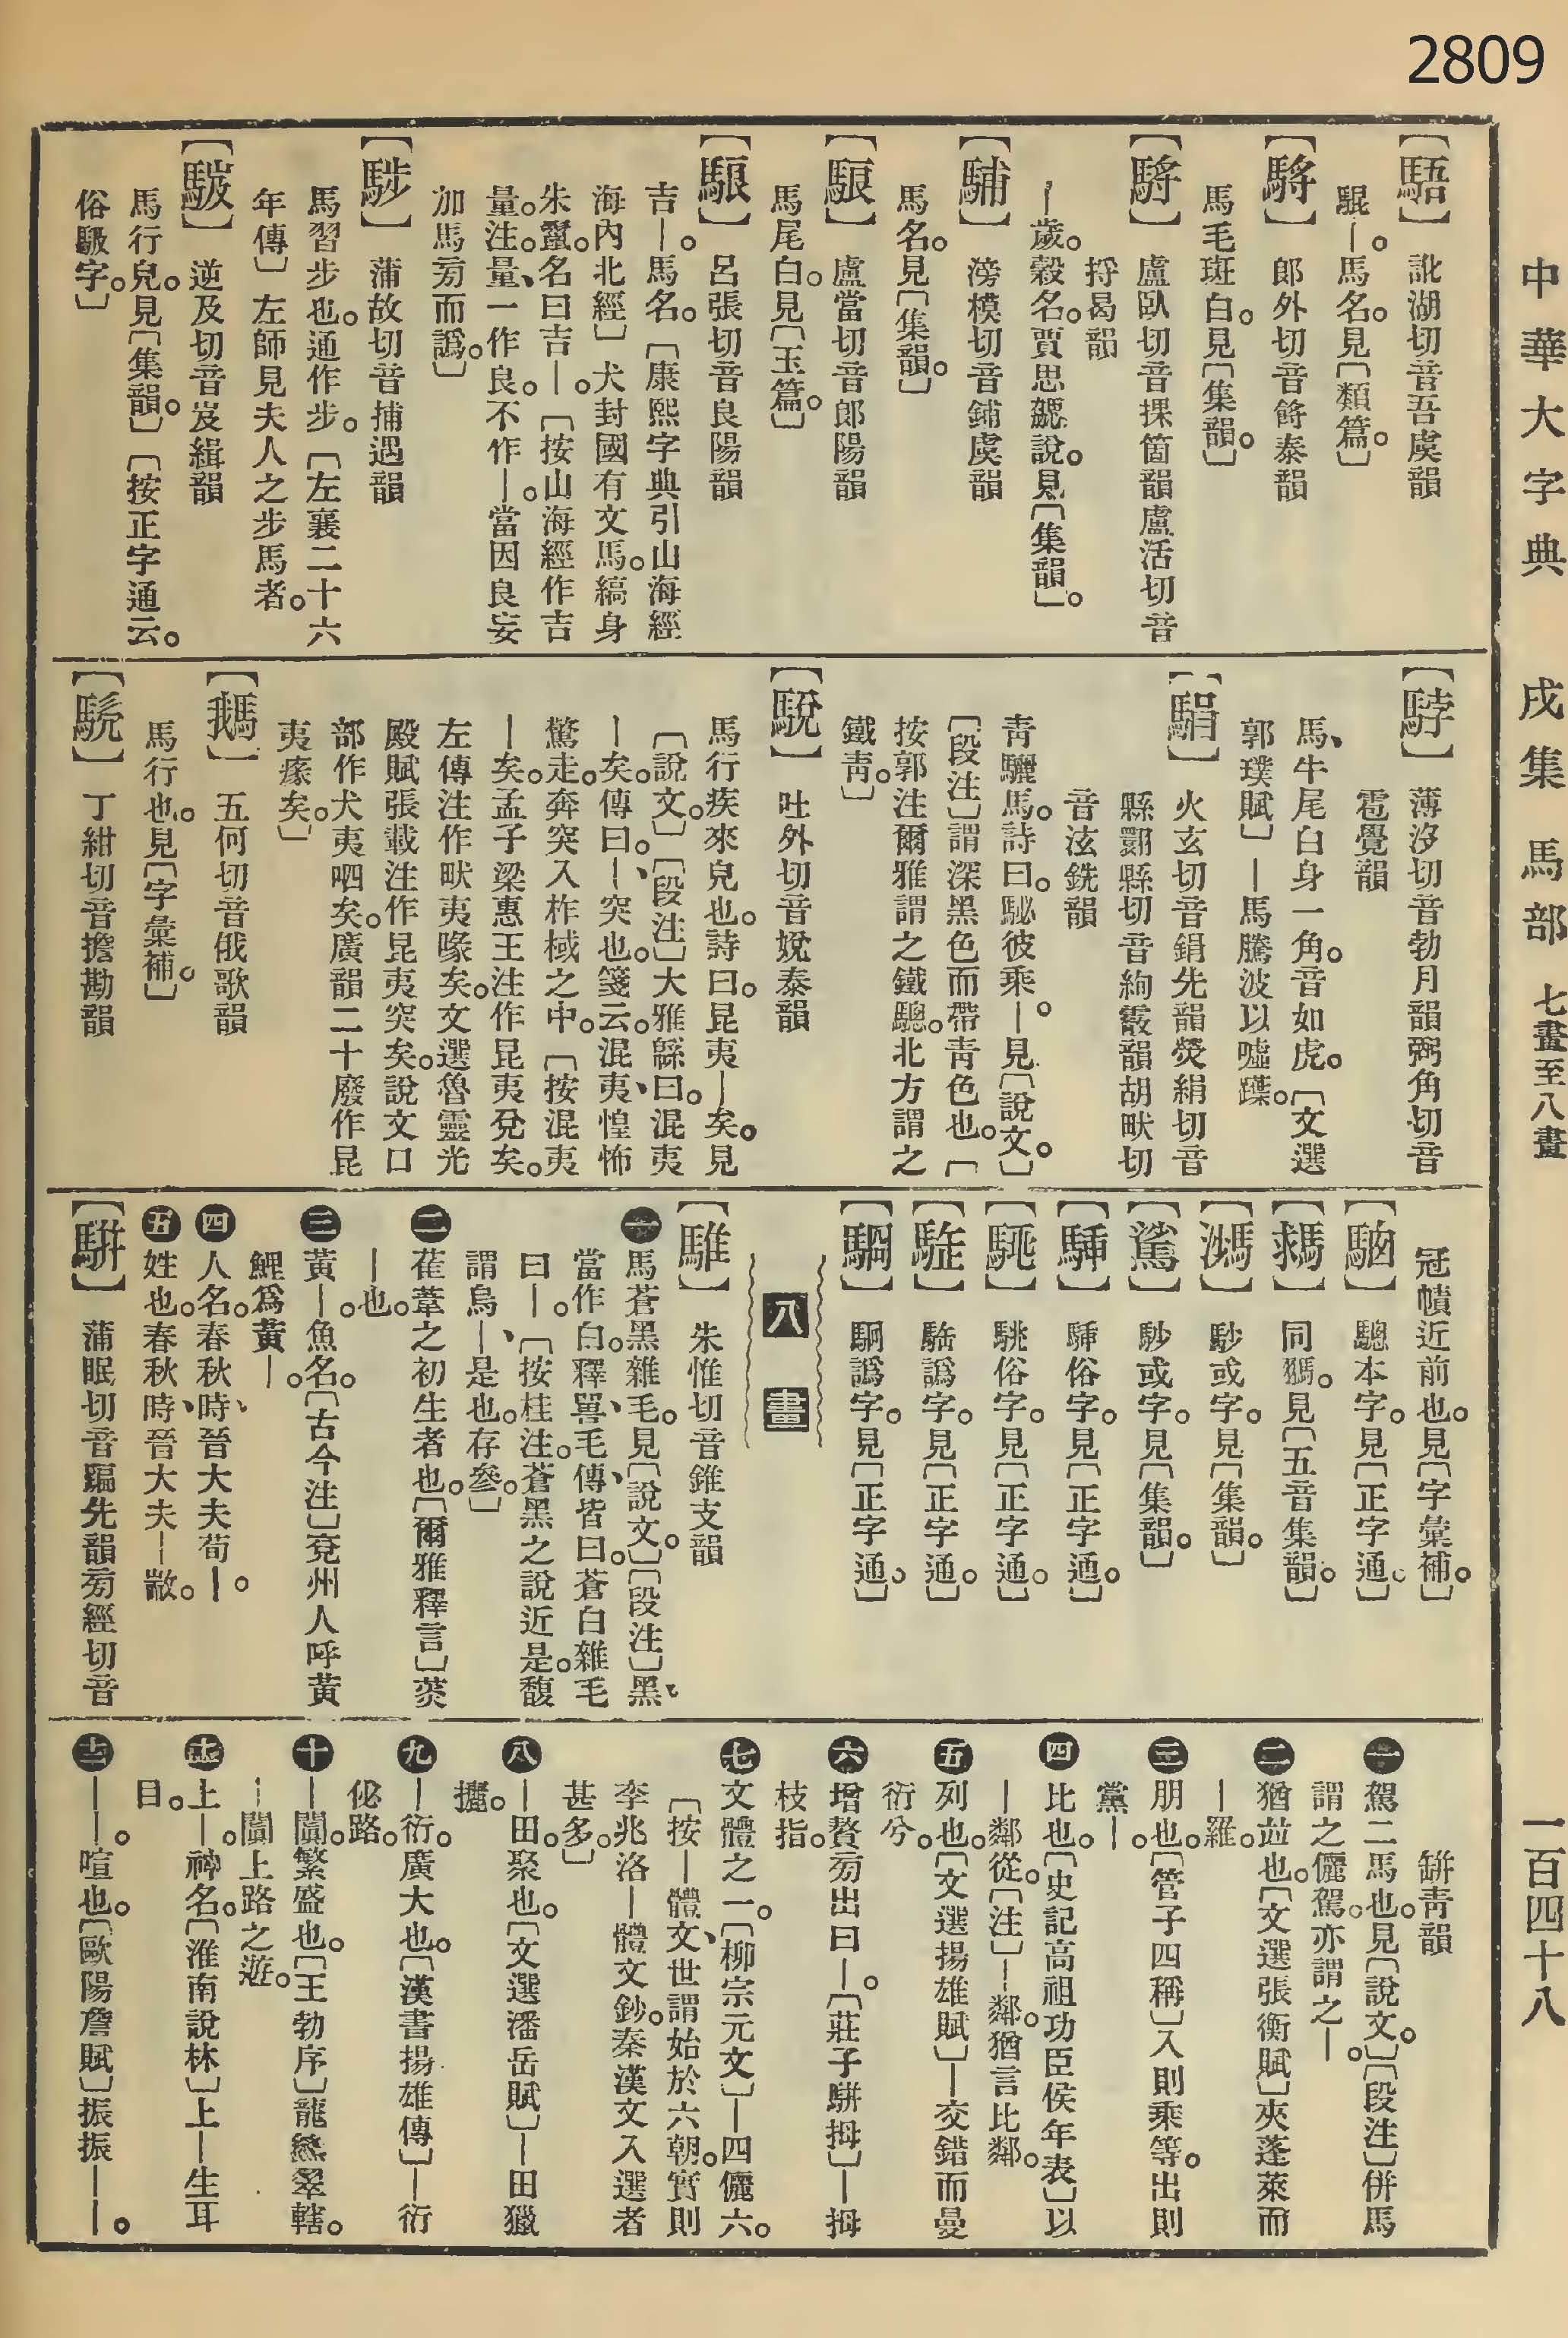 2809
中華大字典 戌集 馬部 七畫至八畫 一百四十八
【䮏】 訛湖切音吾虞韻
騉―。馬名。見〔類篇。〕
郎外切音酹泰韻
馬毛斑白。見〔集韻。〕
盧臥切音摞箇韻盧活切音
捋曷韻
―歲。穀名。賈思勰說。見〔集韻。〕
【䮒】 滂模切音鋪虞韻
馬名。見〔集韻。〕
【駺】 盧當切音郎陽韻
馬尾白。見〔玉篇。〕
呂張切音良陽韻
吉―。馬名。〔康熙字典引山海經
海內北經〕犬封國有文馬。縞身
朱鬣。名曰吉―。〔按山海經作吉
量。注。量、一作良。不作―。當因良妄
加馬旁而譌。〕
【䮛】 蒲故切音捕遇韻
馬習步也。通作步。〔左襄二十六
年傳〕左師見夫人之步馬者。
逆及切音岌緝韻
馬行皃。見〔集韻。〕〔按正字通云。
俗馺字。〕
【䮀】 薄沒切音勃月韻弼角切音
雹覺韻
馬、牛尾白身一角。音如虎。〔文選
郭璞賦〕―馬騰波以噓蹀。
【駽】 火玄切音鋗先韻熒絹切音
縣翾縣切音絢霰韻胡畎切
音泫銑韻
青驪馬。詩曰。駜彼乘―。見〔說文。〕
〔段注〕謂深黑色而帶青色也。〔
按郭注爾雅謂之鐵驄。北方謂之
鐵青。〕
【駾】 吐外切音娧泰韻
馬行疾來皃也。詩曰。昆夷―矣。見
〔說文。〕〔段注〕大雅緜曰。混夷
―矣。傳曰。―、突也。箋云。混夷、惶怖
驚走。奔突入柞棫之中。〔按混夷
―矣。孟子梁惠王注作昆夷兌矣。
左傳注作畎夷喙矣。文選魯靈光
殿賦張載注作昆夷突矣。說文口
部作犬夷呬矣。廣韻二十廢作昆
夷瘃矣。〕
五何切音俄歌韻
馬行也。見〔字彙補。〕
丁紺切音擔勘韻
冠幘近前也。見〔字彙補。〕
驄本字。見〔正字通。〕
同獁。見〔五音集韻。〕
䮂或字。見〔集韻。〕
䮂或字。見〔集韻。〕
俗字。見〔正字通。〕
駣俗字。見〔正字通。〕
譌字。見〔正字通。〕
譌字。見〔正字通。〕
八畫
【騅】 朱惟切音錐支韻
㊀馬蒼黑雜毛。見〔說文。〕〔段注〕黑、
當作白。釋嘼、毛傳、皆曰。蒼白雜毛
曰―。〔按桂注。蒼黑之說近是。馥
謂烏―、是也。存參。〕
㊁萑葦之初生者也。〔爾雅釋言〕菼
―也。
㊂黃―。魚名。〔古今注〕兗州人呼黃
鯉爲黃―。
㊃人名。春秋時、晉大夫荀―。
㊄姓也。春秋時、晉大夫―歂。
【駢】 蒲眠切音蹁先韻旁經切音
缾青韻
㊀駕二馬也。見〔說文。〕〔段注〕併馬
謂之儷駕。亦謂之―。
㊁猶竝也。〔文選張衡賦〕夾蓬萊而
―羅。
㊂朋也。〔管子四稱〕入則乘等。出則
黨―。
㊃比也。〔史記高祖功臣侯年表〕以
―鄰從。〔注〕―鄰。猶言比鄰。
㊄列也。〔文選揚雄賦〕―交錯而曼
衍兮。
㊅增贅旁出曰―。〔莊子駢拇〕―拇
枝指。
㊆文體之一。〔柳宗元文〕―四儷六。
〔按―體文、世謂始於六朝。實則
李兆洛―體文鈔。秦漢文入選者
甚多。〕
㊇―田。聚也。〔文選潘岳賦〕―田獵
攦。
㊈―衍。廣大也。〔漢書揚雄傳〕―衍
佖路。
㊉―闐。繁盛也。〔王勃序〕龍鑣翠轄。
―闐上路之遊。
⑪上―。神名。〔淮南說林〕上―生耳
目。
⑫――。喧也。〔歐陽詹賦〕振振――。